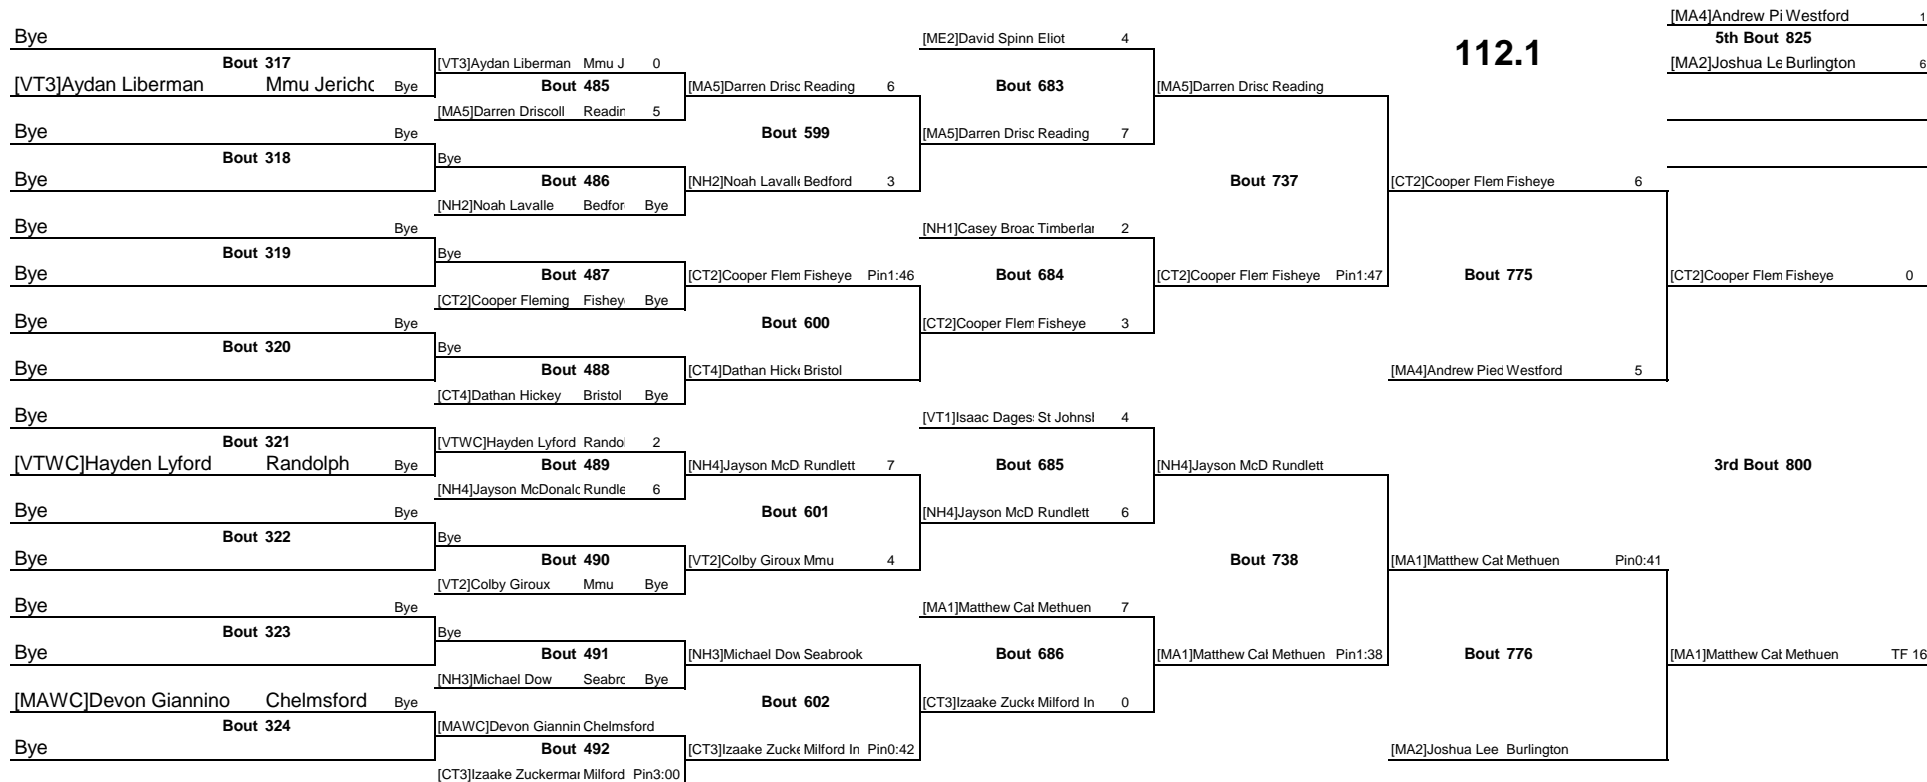 Bye
Bout 317
[VT3]Aydan Liberman Mmu Jericho Bye
Bye Bye
Bout 318
Bye
Bye Bye
Bout 319
Bye
Bye Bye
Bout 320
Bye
Bye
Bout 321
[VTWC]Hayden Lyford Randolph Bye
Bye Bye
Bout 322
Bye
Bye Bye
Bout 323
Bye
[MAWC]Devon Giannino Chelmsford Bye
Bout 324
Bye
[VT3]Aydan Liberman Mmu J 0
Bout 485
[MA5]Darren Driscoll Readin 5
Bye
Bout 486
[NH2]Noah Lavalle Bedfor Bye
Bye
Bout 487
[CT2]Cooper Fleming Fishey Bye
Bye
Bout 488
[CT4]Dathan Hickey Bristol Bye
[VTWC]Hayden Lyford Randol 2
Bout 489
[NH4]Jayson McDonald Rundle 6
Bye
Bout 490
[VT2]Colby Giroux Mmu Bye
Bye
Bout 491
[NH3]Michael Dow Seabro Bye
[MAWC]Devon Giannin Chelmsford
Bout 492
[CT3]Izaake Zuckerman Milford Pin3:00
[MA5]Darren Drisc Reading 6
Bout 599
[NH2]Noah Lavalle Bedford 3
[CT2]Cooper Flem Fisheye Pin1:46
Bout 600
[CT4]Dathan Hicke Bristol
[NH4]Jayson McD Rundlett 7
Bout 601
[VT2]Colby Giroux Mmu 4
[NH3]Michael Dow Seabrook
Bout 602
[CT3]Izaake Zucke Milford In Pin0:42
[ME2]David Spinn Eliot 4
Bout 683
[MA5]Darren Drisc Reading 7
[NH1]Casey Broad Timberlan 2
Bout 684
[CT2]Cooper Flem Fisheye 3
[VT1]Isaac Dages St Johnsl 4
Bout 685
[NH4]Jayson McD Rundlett 6
[MA1]Matthew Cab Methuen 7
Bout 686
[CT3]Izaake Zucke Milford In 0
[MA5]Darren Drisc Reading
Bout 737
[CT2]Cooper Flem Fisheye Pin1:47
[NH4]Jayson McD Rundlett
Bout 738
[MA1]Matthew Cab Methuen Pin1:38
112.1
[CT2]Cooper Flem Fisheye 6
Bout 775
[MA4]Andrew Pied Westford 5
[MA1]Matthew Cab Methuen Pin0:41
Bout 776
[MA2]Joshua Lee Burlington
[MA4]Andrew Pi Westford 1
5th Bout 825
[MA2]Joshua Le Burlington 6
[CT2]Cooper Flem Fisheye 0
3rd Bout 800
[MA1]Matthew Cab Methuen TF 16